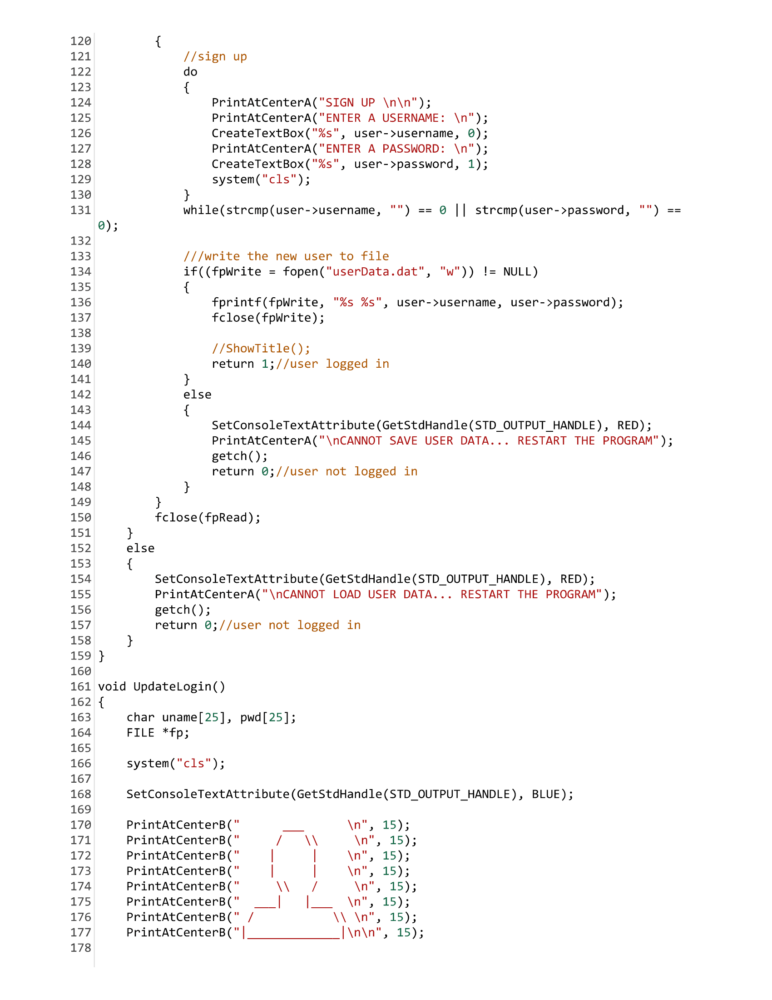 120         {
121             //sign up
122             do
123             {
124                 PrintAtCenterA("SIGN UP \n\n");
125                 PrintAtCenterA("ENTER A USERNAME: \n");
126                 CreateTextBox("%s", user->username, 0);
127                 PrintAtCenterA("ENTER A PASSWORD: \n");
128                 CreateTextBox("%s", user->password, 1);
129                 system("cls");
130             }
131             while(strcmp(user->username, "") == 0 || strcmp(user->password, "") ==
0);
132
133             ///write the new user to file
134             if((fpWrite = fopen("userData.dat", "w")) != NULL)
135             {
136                 fprintf(fpWrite, "%s %s", user->username, user->password);
137                 fclose(fpWrite);
138
139                 //ShowTitle();
140                 return 1;//user logged in
141             }
142             else
143             {
144                 SetConsoleTextAttribute(GetStdHandle(STD_OUTPUT_HANDLE), RED);
145                 PrintAtCenterA("\nCANNOT SAVE USER DATA... RESTART THE PROGRAM");
146                 getch();
147                 return 0;//user not logged in
148             }
149         }
150         fclose(fpRead);
151     }
152     else
153     {
154         SetConsoleTextAttribute(GetStdHandle(STD_OUTPUT_HANDLE), RED);
155         PrintAtCenterA("\nCANNOT LOAD USER DATA... RESTART THE PROGRAM");
156         getch();
157         return 0;//user not logged in
158     }
159 }
160
161 void UpdateLogin()
162 {
163     char uname[25], pwd[25];
164     FILE *fp;
165
166     system("cls");
167
168     SetConsoleTextAttribute(GetStdHandle(STD_OUTPUT_HANDLE), BLUE);
169
170     PrintAtCenterB("      ___      \n", 15);
171     PrintAtCenterB("     /   \\     \n", 15);
172     PrintAtCenterB("    |     |    \n", 15);
173     PrintAtCenterB("    |     |    \n", 15);
174     PrintAtCenterB("     \\   /     \n", 15);
175     PrintAtCenterB("  ___|   |___  \n", 15);
176     PrintAtCenterB(" /           \\ \n", 15);
177     PrintAtCenterB("|_____________|\n\n", 15);
178